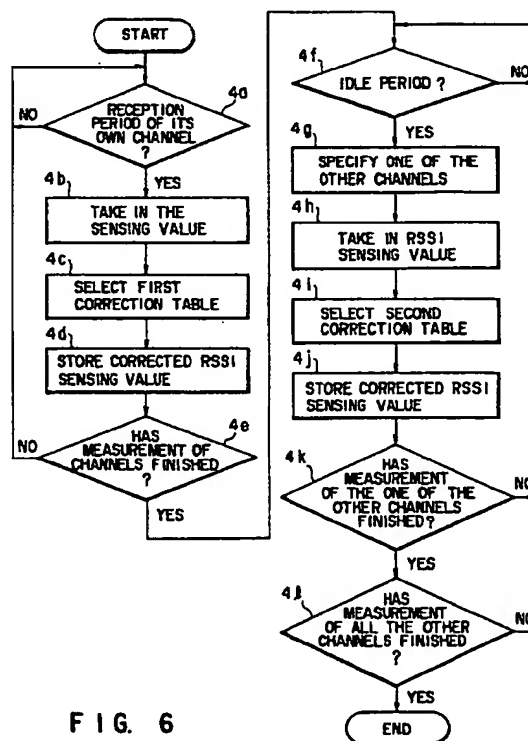 START
4a
RECEPTION
PERIOD OF ITS
OWN CHANNEL
?
NO
YES
4b
TAKE IN THE
SENSING VALUE
4c
SELECT FIRST
CORRECTION TABLE
4d
STORE CORRECTED RSSI
SENSING VALUE
4e
HAS
MEASUREMENT OF
CHANNELS FINISHED
?
NO
YES
4f
IDLE PERIOD ?
NO
YES
4g
SPECIFY ONE OF THE
OTHER CHANNELS
4h
TAKE IN RSSI
SENSING VALUE
4i
SELECT SECOND
CORRECTION TABLE
4j
STORE CORRECTED RSSI
SENSING VALUE
4k
HAS
MEASUREMENT
OF THE ONE OF THE
OTHER CHANNELS
FINISHED?
NO
YES
4l
HAS
MEASUREMENT
OF ALL THE OTHER
CHANNELS FINISHED
?
NO
YES
END
FIG. 6